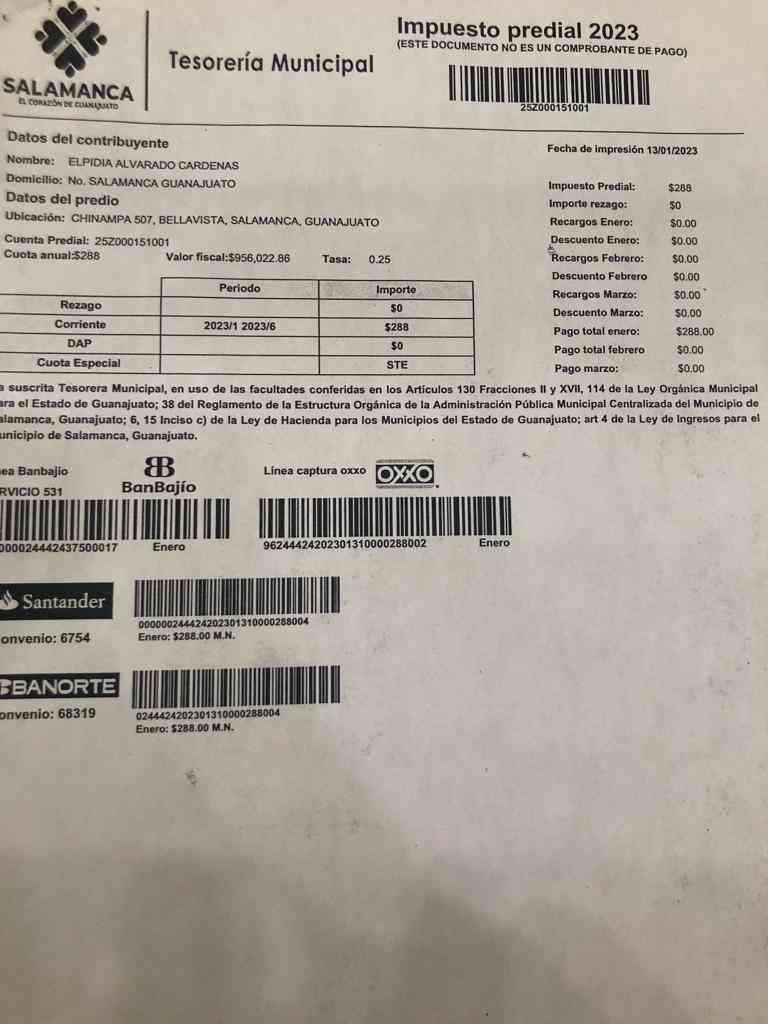 SALAMANCA
EL CORAZÓN DE GUANAJUATO
Tesorería Municipal
Impuesto predial 2023
(ESTE DOCUMENTO NO ES UN COMPROBANTE DE PAGO)
25Z000151001
Datos del contribuyente
Nombre: ELPIDIA ALVARADO CARDENAS
Domicilio: No. SALAMANCA GUANAJUATO
Datos del predio
Ubicación: CHINAMPA 507, BELLAVISTA, SALAMANCA, GUANAJUATO
Cuenta Predial: 25Z000151001
Cuota anual:$288 Valor fiscal:$956,022.86 Tasa: 0.25
Periodo Importe
Rezago $0
Corriente 2023/1 2023/6 $288
DAP $0
Cuota Especial STE
Fecha de impresión 13/01/2023
Impuesto Predial: $288
Importe rezago: $0
Recargos Enero: $0.00
Descuento Enero: $0.00
Recargos Febrero: $0.00
Descuento Febrero $0.00
Recargos Marzo: $0.00
Descuento Marzo: $0.00
Pago total enero: $288.00
Pago total febrero $0.00
Pago marzo: $0.00
a suscrita Tesorera Municipal, en uso de las facultades conferidas en los Artículos 130 Fracciones II y XVII, 114 de la Ley Orgánica Municipal
ara el Estado de Guanajuato; 38 del Reglamento de la Estructura Orgánica de la Administración Pública Municipal Centralizada del Municipio de
alamanca, Guanajuato; 6, 15 Inciso c) de la Ley de Hacienda para los Municipios del Estado de Guanajuato; art 4 de la Ley de Ingresos para el
unicipio de Salamanca, Guanajuato.
ea Banbajio
RVICIO 531
BanBajío
0000024442437500017 Enero
Línea captura oxxo OXXO
96244424202301310000288002 Enero
Santander
onvenio: 6754
000000244424202301310000288004
Enero: $288.00 M.N.
BANORTE
onvenio: 68319
0244424202301310000288004
Enero: $288.00 M.N.